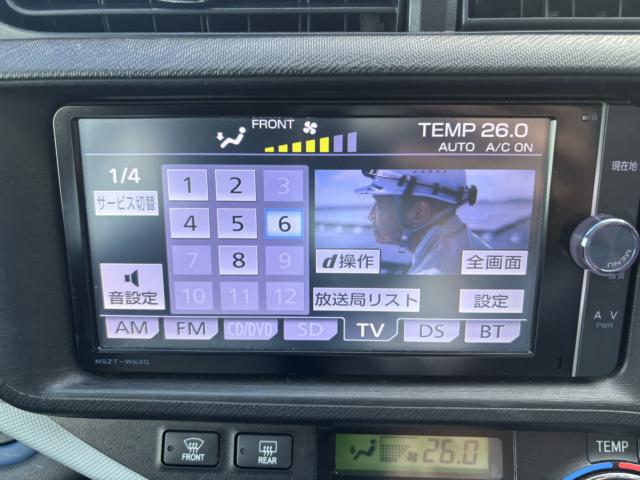 FRONT
TEMP 26.0
AUTO A/C ON
1/4
サービス切替
1 2 3
4 5 6
7 8 9
10 11 12
d操作
全画面
音設定
放送局リスト
設定
AM FM CD/DVD SD TV DS BT
NSZT-W62G
現在地
MENU
A V
PWR
FRONT
REAR
26.0
TEMP